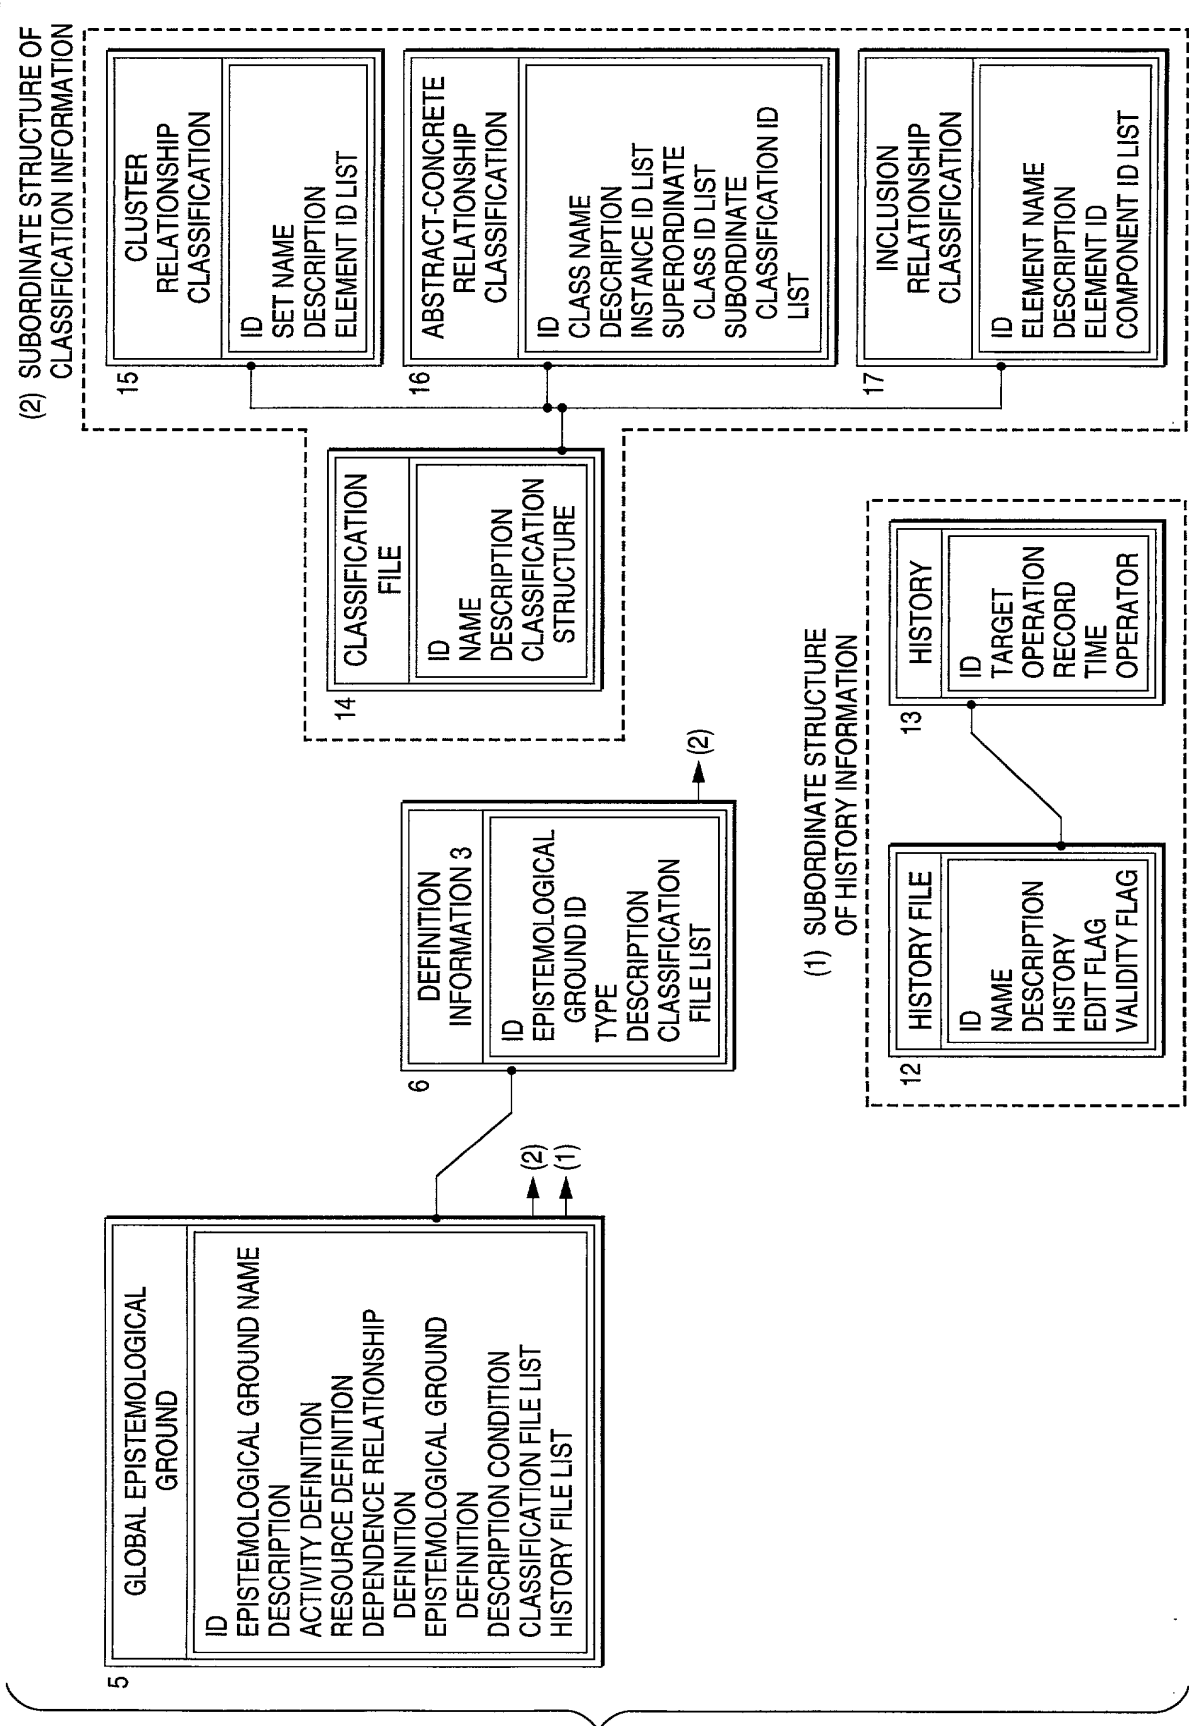 5
GLOBAL EPISTEMOLOGICAL
GROUND
ID
EPISTEMOLOGICAL GROUND NAME
DESCRIPTION
ACTIVITY DEFINITION
RESOURCE DEFINITION
DEPENDENCE RELATIONSHIP
DEFINITION
EPISTEMOLOGICAL GROUND
DEFINITION
DESCRIPTION CONDITION
CLASSIFICATION FILE LIST
HISTORY FILE LIST
(2)
(1)
6
DEFINITION
INFORMATION 3
ID
EPISTEMOLOGICAL
GROUND ID
TYPE
DESCRIPTION
CLASSIFICATION
FILE LIST
(2)
(1) SUBORDINATE STRUCTURE
OF HISTORY INFORMATION
12
HISTORY FILE
ID
NAME
DESCRIPTION
HISTORY
EDIT FLAG
VALIDITY FLAG
13
HISTORY
ID
TARGET
OPERATION
RECORD
TIME
OPERATOR
(2) SUBORDINATE STRUCTURE OF
CLASSIFICATION INFORMATION
14
CLASSIFICATION
FILE
ID
NAME
DESCRIPTION
CLASSIFICATION
STRUCTURE
15
CLUSTER
RELATIONSHIP
CLASSIFICATION
ID
SET NAME
DESCRIPTION
ELEMENT ID LIST
16
ABSTRACT-CONCRETE
RELATIONSHIP
CLASSIFICATION
ID
CLASS NAME
DESCRIPTION
INSTANCE ID LIST
SUPERORDINATE
CLASS ID LIST
SUBORDINATE
CLASSIFICATION ID
LIST
17
INCLUSION
RELATIONSHIP
CLASSIFICATION
ID
ELEMENT NAME
DESCRIPTION
ELEMENT ID
COMPONENT ID LIST